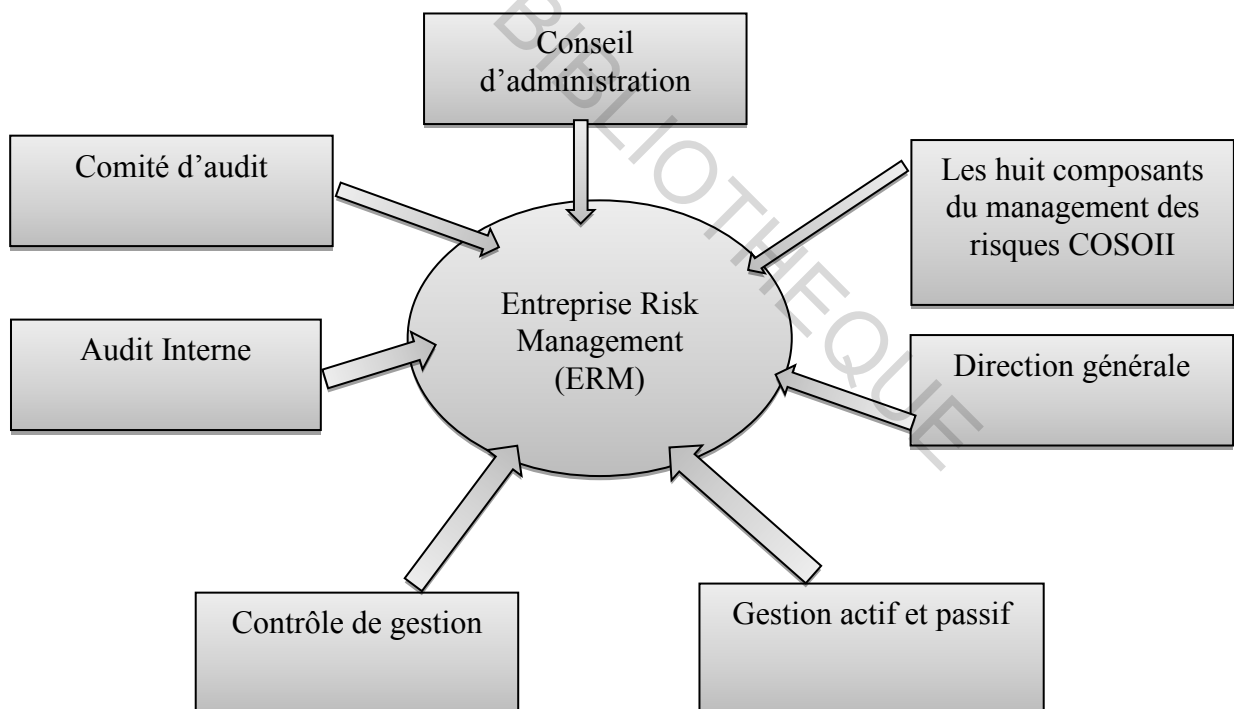 Conseil
d'administration
Comité d'audit
Les huit composants
du management des
risques COSOII
Entreprise Risk
Management
(ERM)
Audit Interne
Direction générale
Contrôle de gestion
Gestion actif et passif
BIBLIOTHEQUE